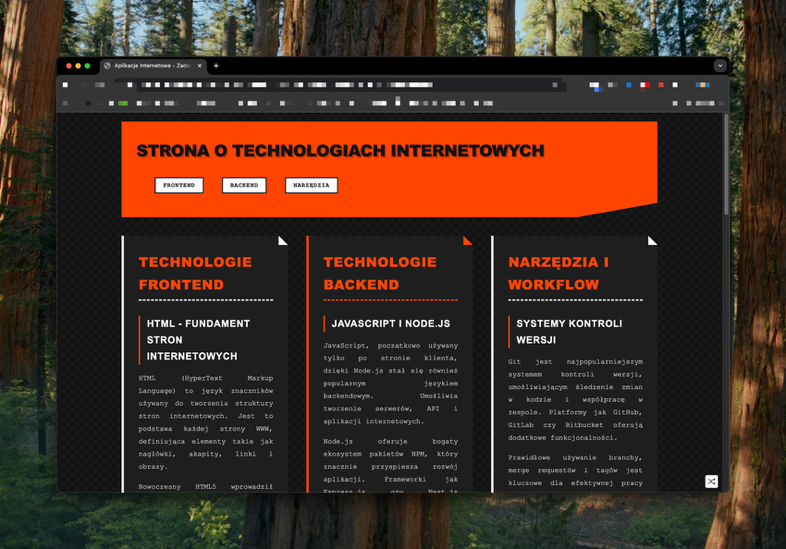 Aplikacje Internetowe - Zada
STRONA O TECHNOLOGIACH INTERNETOWYCH
FRONTEND
BACKEND
NARZĘDZIA
TECHNOLOGIE
FRONTEND
HTML - FUNDAMENT
STRON
INTERNETOWYCH
HTML (HyperText Markup
Language) to język znaczników
używany do tworzenia struktury
stron internetowych. Jest to
podstawa każdej strony WWW,
definiująca elementy takie jak
nagłówki, akapity, linki i
obrazy.
Nowoczesny HTML5 wprowadził
TECHNOLOGIE
BACKEND
JAVASCRIPT I NODE.JS
JavaScript, początkowo używany
tylko po stronie klienta,
dzięki Node.js stał się również
popularnym językiem
backendowym. Umożliwia
tworzenie serwerów, API i
aplikacji internetowych.
Node.js oferuje bogaty
ekosystem pakietów NPM, który
znacznie przyspiesza rozwój
aplikacji. Frameworki jak
Express.js czy Nest.js
NARZĘDZIA I
WORKFLOW
SYSTEMY KONTROLI
WERSJI
Git jest najpopularniejszym
systemem kontroli wersji,
umożliwiającym śledzenie zmian
w kodzie i współpracę w
zespole. Platformy jak GitHub,
GitLab czy Bitbucket oferują
dodatkowe funkcjonalności.
Prawidłowe używanie branchy,
merge requestów i tagów jest
kluczowe dla efektywnej pracy